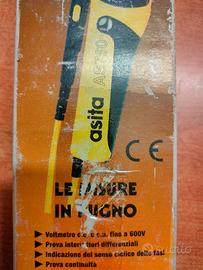 asita
CE
LE MISURE
IN PUGNO
Voltmetro c.c. e c.a. fino a 600V
Prova interruttori differenziali
Indicazione del senso ciclico delle fasi
Prova continuità